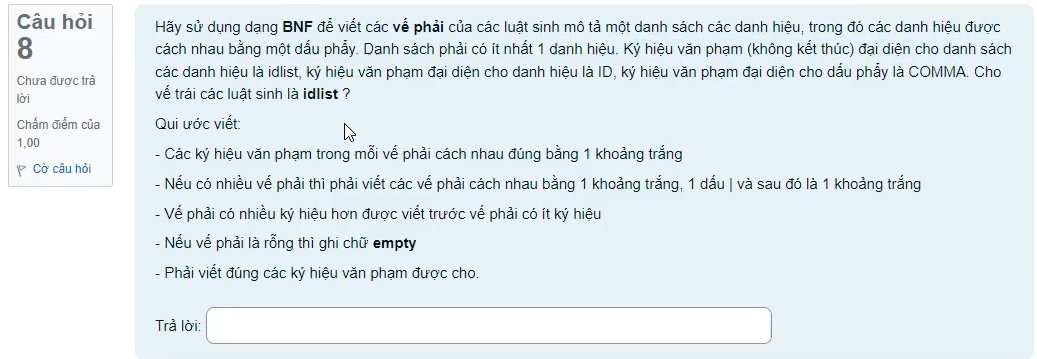 Câu hỏi
8
Chưa được trả
lời
Chấm điểm của
1,00
Cờ câu hỏi
Hãy sử dụng dạng BNF để viết các vế phải của các luật sinh mô tả một danh sách các danh hiệu, trong đó các danh hiệu được
cách nhau bằng một dấu phẩy. Danh sách phải có ít nhất 1 danh hiệu. Ký hiệu văn phạm (không kết thúc) đại diện cho danh sách
các danh hiệu là idlist, ký hiệu văn phạm đại diện cho danh hiệu là ID, ký hiệu văn phạm đại diện cho dấu phẩy là COMMA. Cho
vế trái các luật sinh là idlist ?
Qui ước viết:
- Các ký hiệu văn phạm trong mỗi vế phải cách nhau đúng bằng 1 khoảng trắng
- Nếu có nhiều vế phải thì phải viết các vế phải cách nhau bằng 1 khoảng trắng, 1 dấu | và sau đó là 1 khoảng trắng
- Vế phải có nhiều ký hiệu hơn được viết trước vế phải có ít ký hiệu
- Nếu vế phải là rỗng thì ghi chữ empty
- Phải viết đúng các ký hiệu văn phạm được cho.
Trả lời: